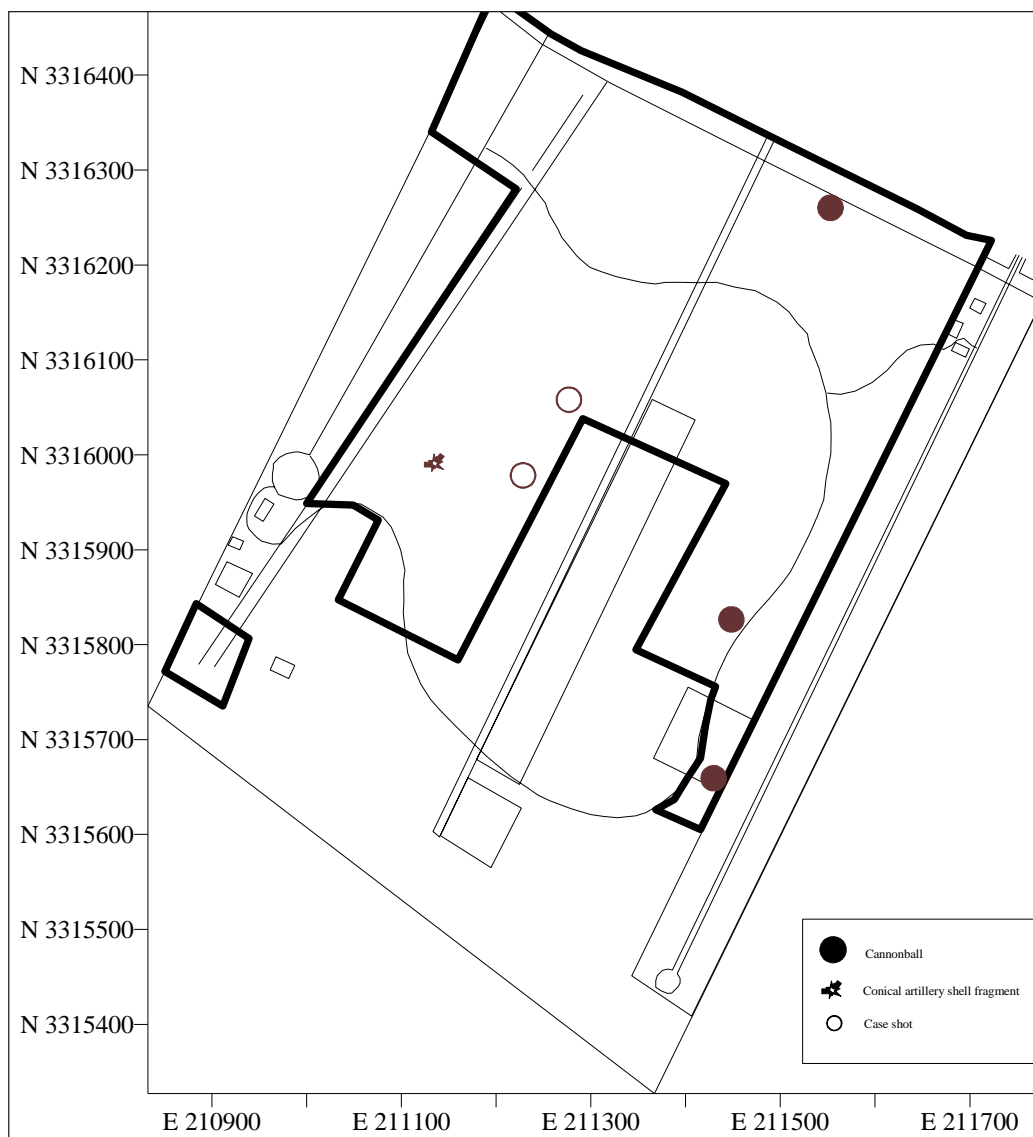 N 3316400
N 3316300
N 3316200
N 3316100
N 3316000
N 3315900
N 3315800
N 3315700
N 3315600
N 3315500
N 3315400
Cannonball
Conical artillery shell fragment
Case shot
E 210900
E 211100
E 211300
E 211500
E 211700